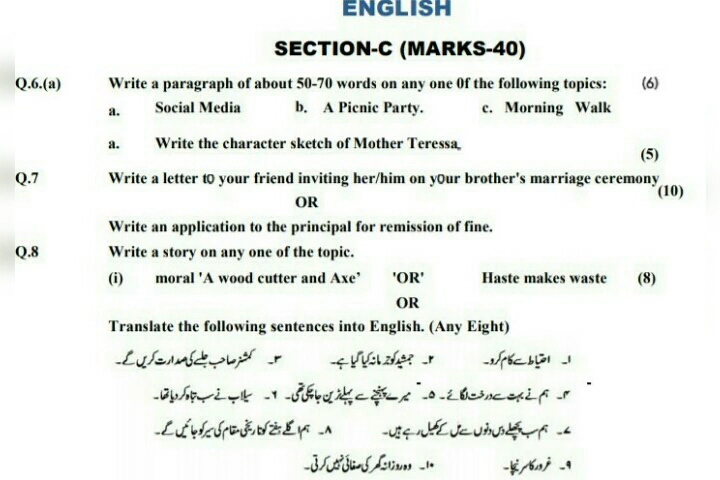 ENGLISH
SECTION-C (MARKS-40)
Q.6.(a) Write a paragraph of about 50-70 words on any one 0f the following topics: (6)
a. Social Media b. A Picnic Party. c. Morning Walk
a. Write the character sketch of Mother Teressa. (5)
Q.7 Write a letter to your friend inviting her/him on your brother's marriage ceremony (10)
OR
Write an application to the principal for remission of fine.
Q.8 Write a story on any one of the topic.
(i) moral 'A wood cutter and Axe' 'OR' Haste makes waste (8)
OR
Translate the following sentences into English. (Any Eight)
۱۔ احتیاط سے کام کرو۔ ۲۔ جمشید کو جرمانہ کیا گیا ہے۔ ۳۔ کمشنر صاحب جلسے کی صدارت کریں گے۔
۴۔ ہم نے بہت سے درخت لگائے۔ ۵۔ میرے پہنچنے سے پہلے ٹرین جا چکی تھی۔ ۶۔ سیلاب نے سب تباہ کر دیا تھا۔
۷۔ ہم سب پچھلے دس دنوں سے مل کے کھیل رہے ہیں۔ ۸۔ ہم اگلے ہفتے کو تاریخی مقام کی سیر کو جائیں گے۔
۹۔ غرور کا سر نیچا۔ ۱۰۔ وہ روزانہ گھر کی صفائی نہیں کرتی۔